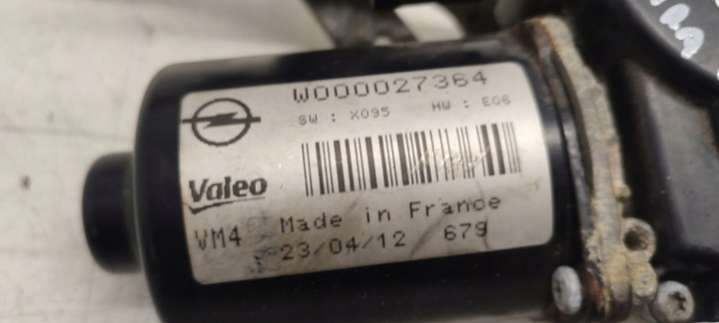 W000027364
SW : X095 HW : E06
Valeo
VM4 Made in France
23/04/12 679